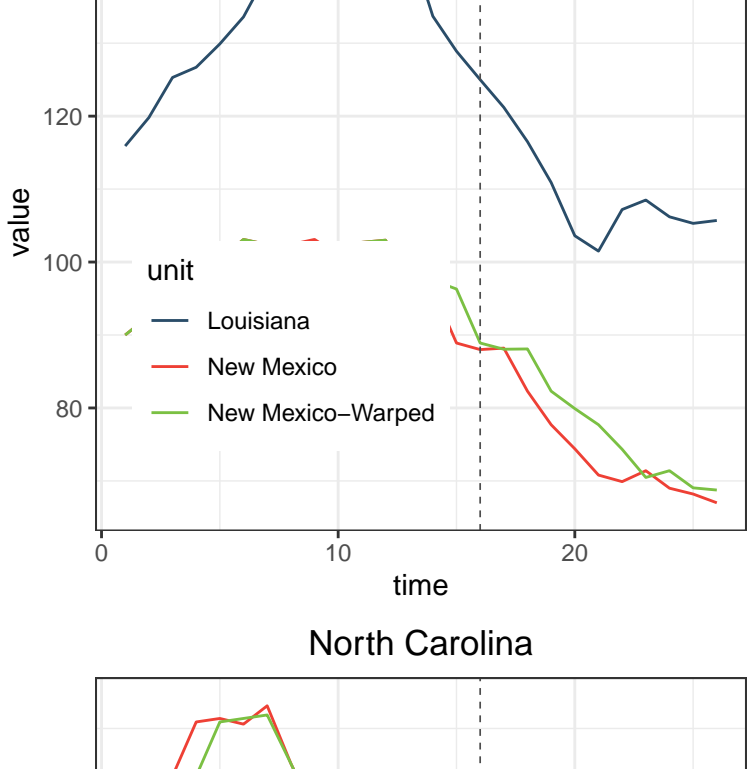 120
100
80
value
unit
Louisiana
New Mexico
New Mexico–Warped
0 10 20
time
North Carolina